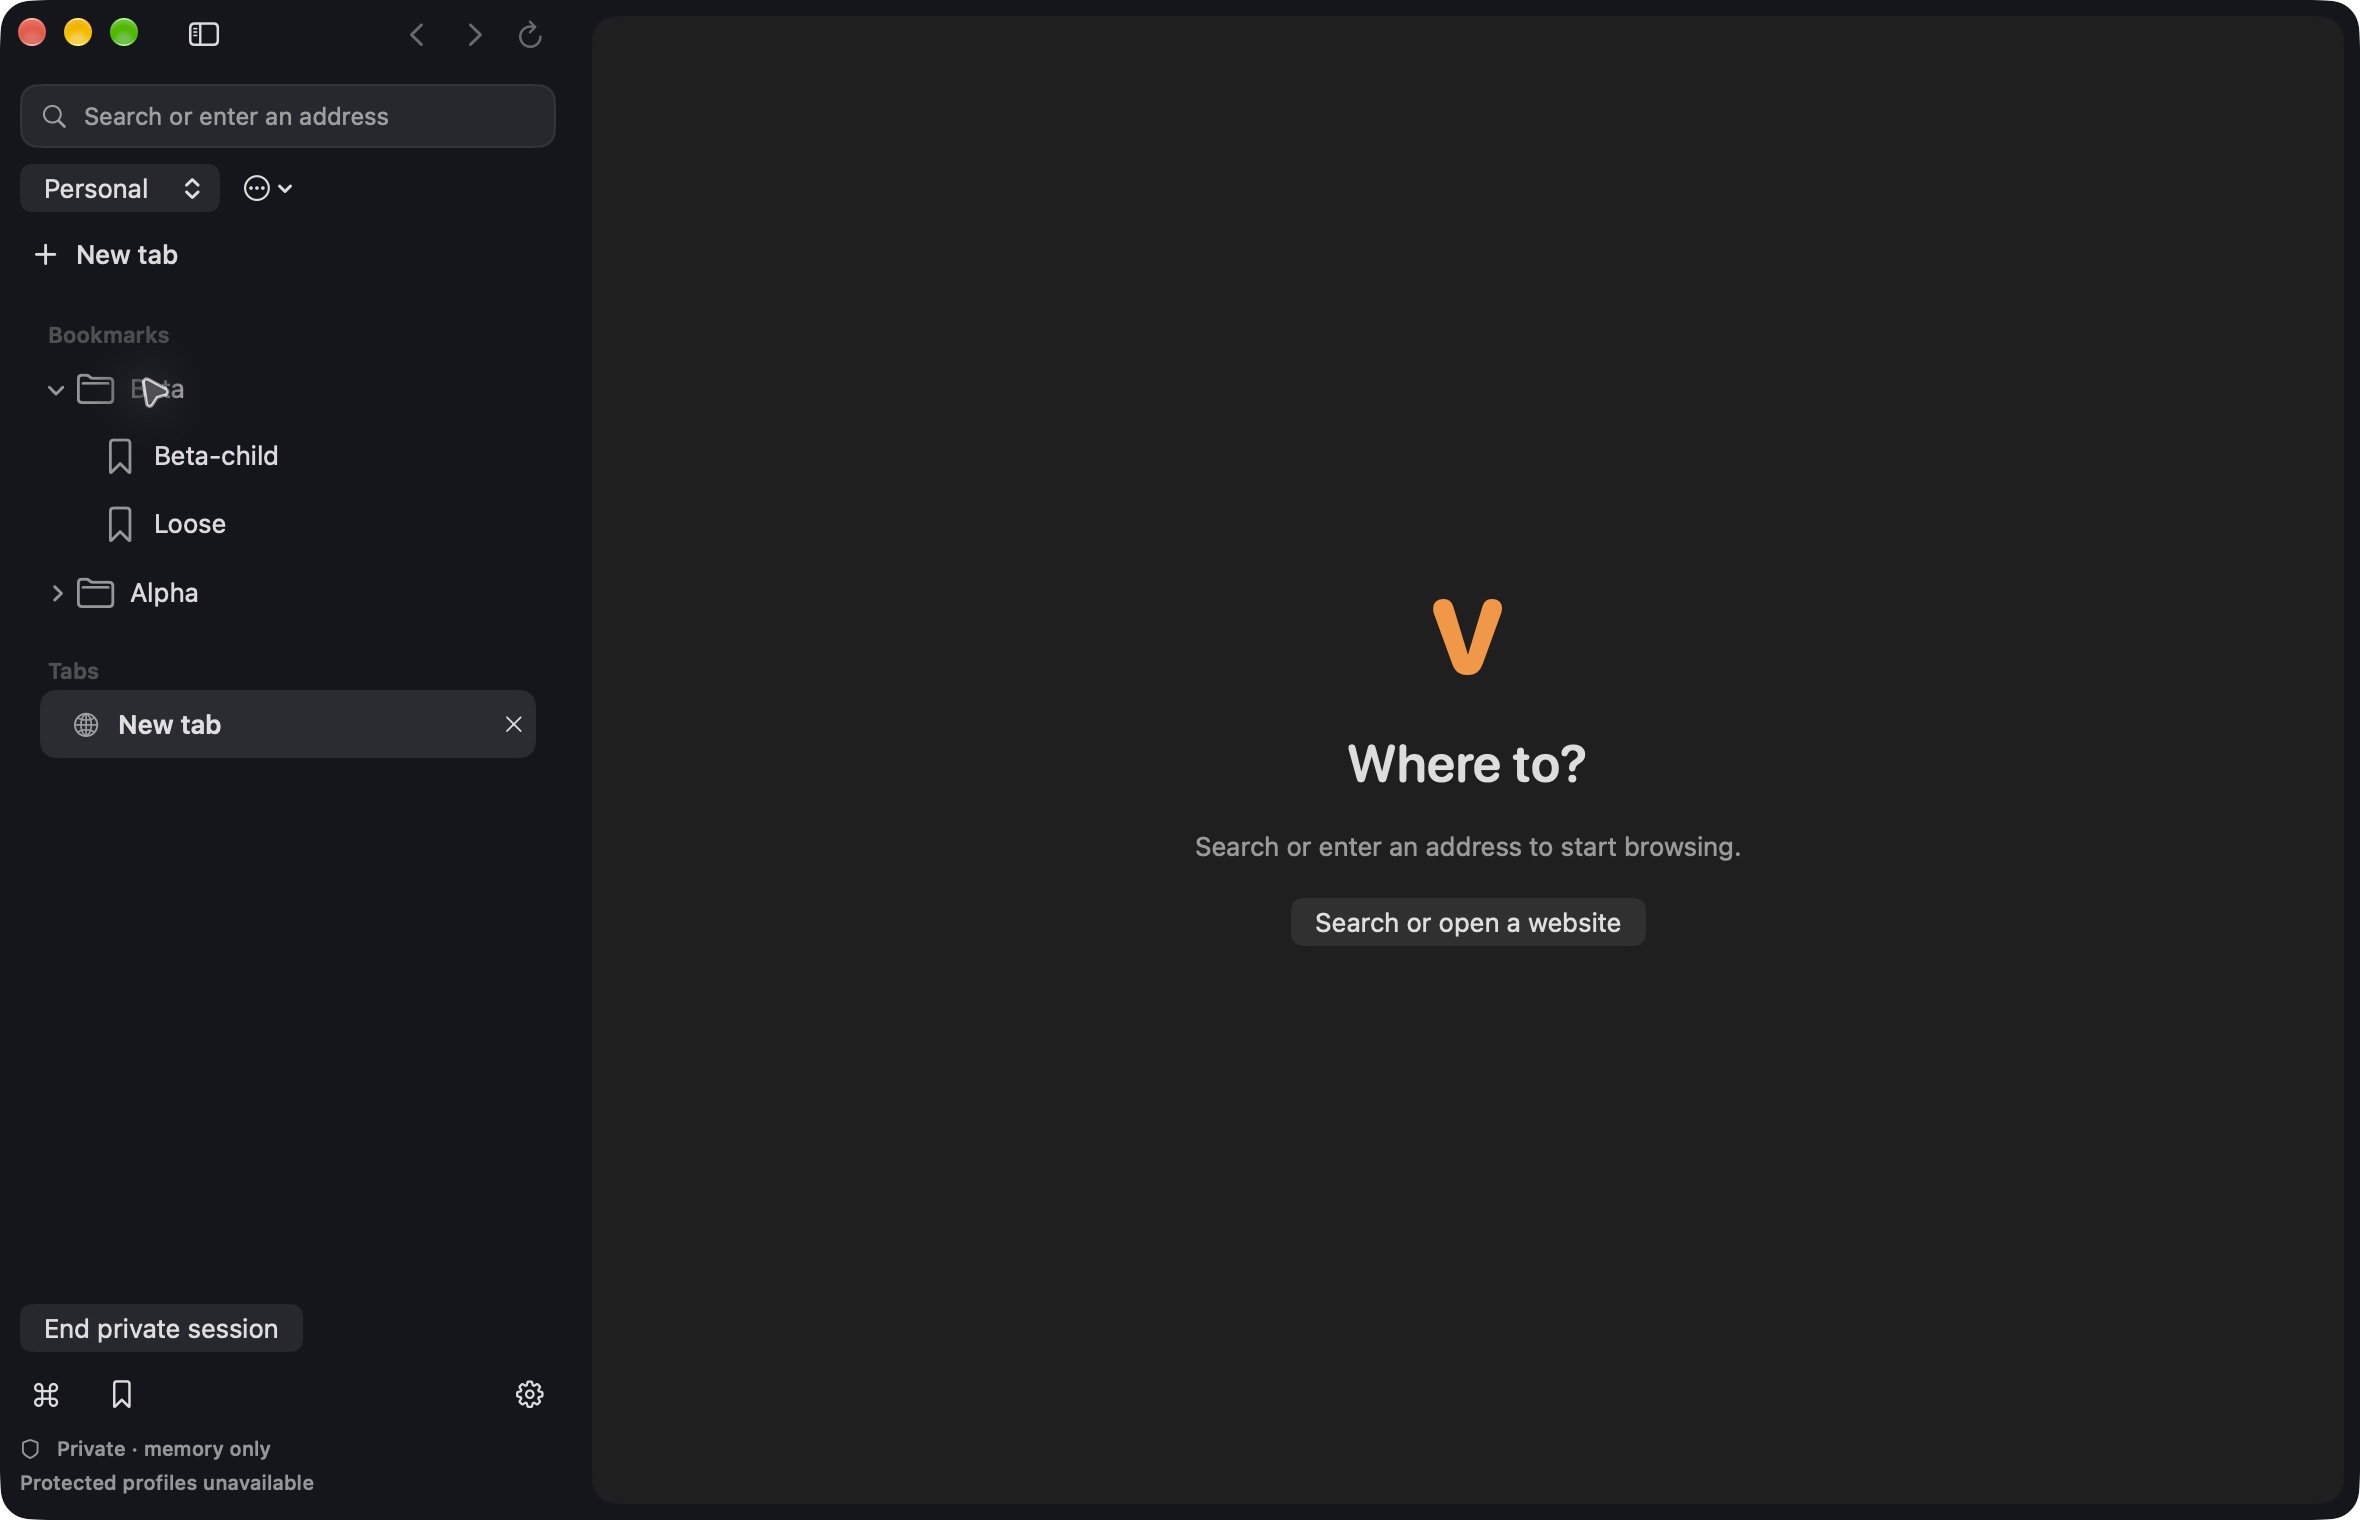 Search or enter an address
Personal
New tab
Bookmarks
Beta
Beta-child
Loose
Alpha
Tabs
New tab
V
Where to?
Search or enter an address to start browsing.
Search or open a website
End private session
Private · memory only
Protected profiles unavailable